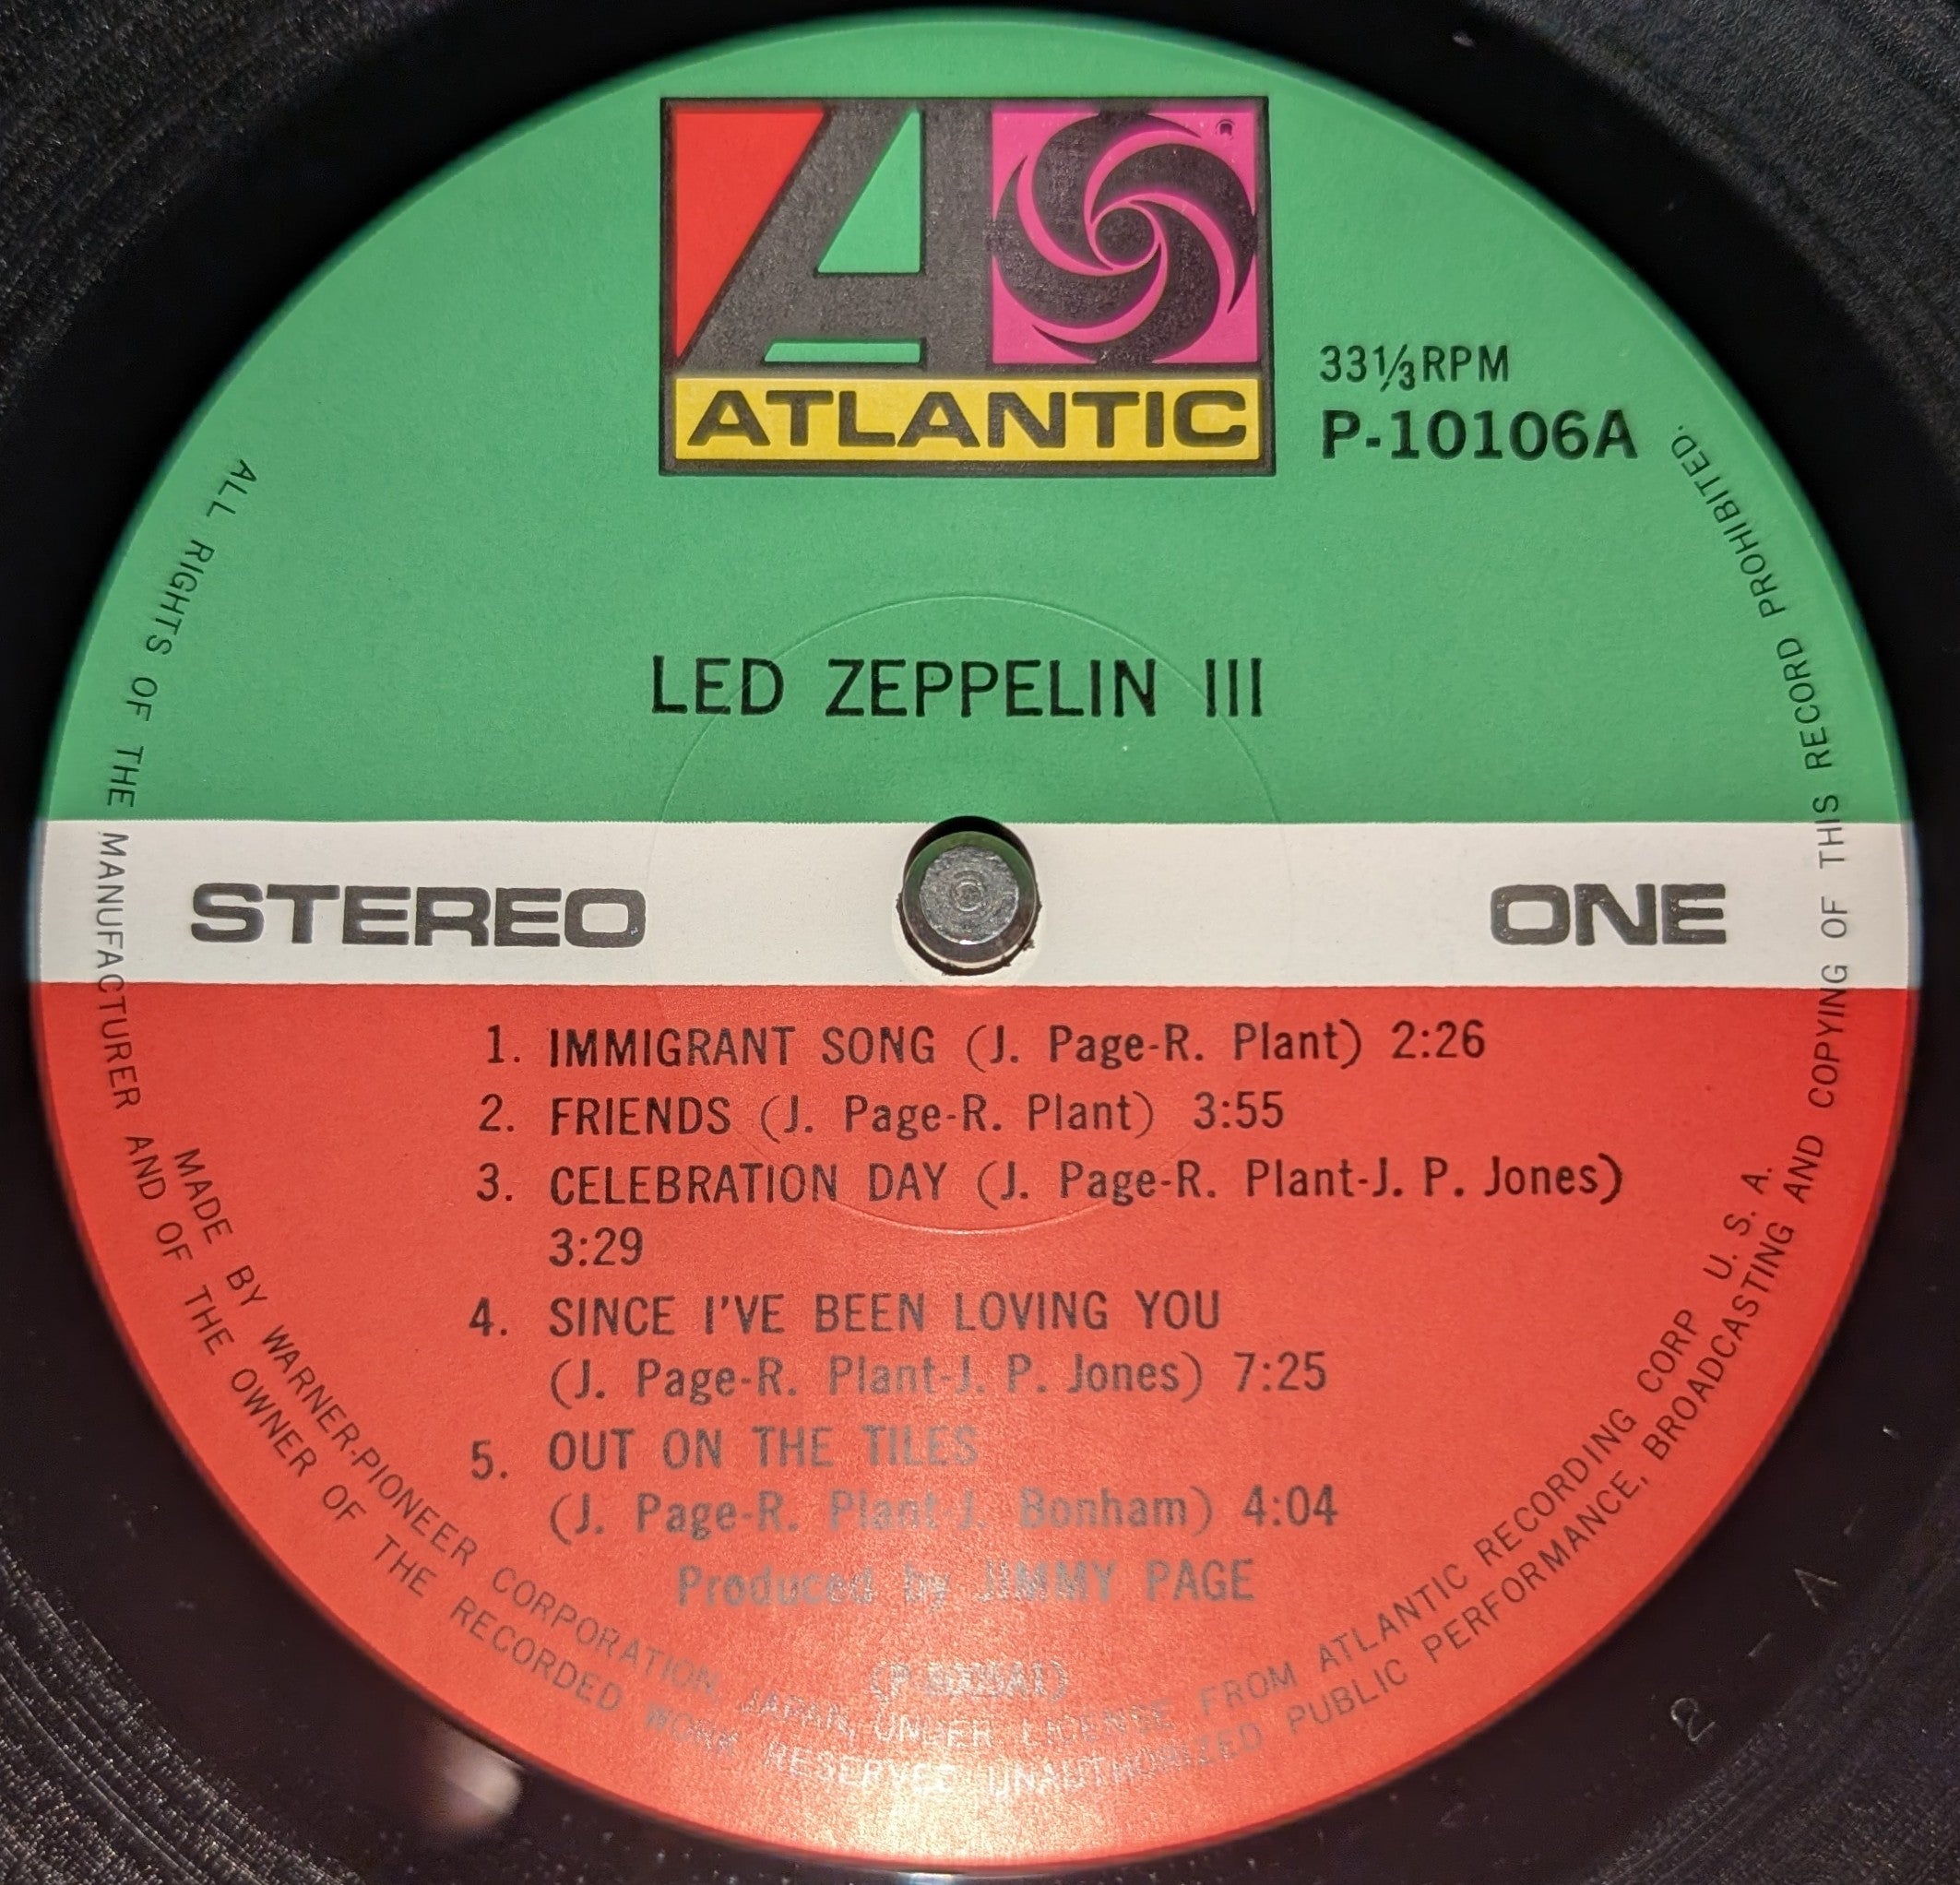 ATLANTIC
®
33⅓RPM
P-10106A
LED ZEPPELIN III
STEREO
ONE
1. IMMIGRANT SONG (J. Page-R. Plant) 2:26
2. FRIENDS (J. Page-R. Plant) 3:55
3. CELEBRATION DAY (J. Page-R. Plant-J. P. Jones)
3:29
4. SINCE I'VE BEEN LOVING YOU
(J. Page-R. Plant-J. P. Jones) 7:25
5. OUT ON THE TILES
(J. Page-R. Plant-J. Bonham) 4:04
Produced by JIMMY PAGE
MADE BY WARNER-PIONEER CORPORATION, JAPAN, UNDER LICENSE FROM ATLANTIC RECORDING CORP U. S. A.
ALL RIGHTS OF THE MANUFACTURER AND OF THE OWNER OF THE RECORDED WORK RESERVED UNAUTHORIZED PUBLIC PERFORMANCE, BROADCASTING AND COPYING OF THIS RECORD PROHIBITED.